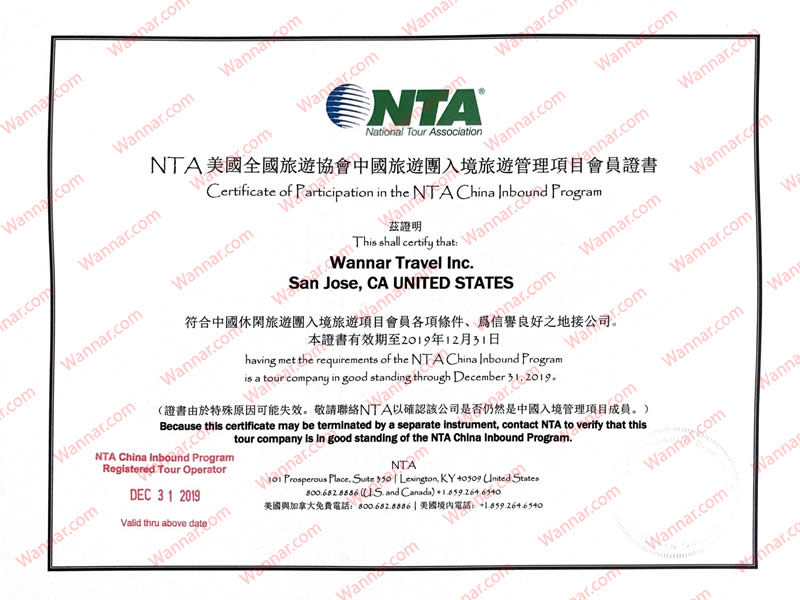 NTA®
National Tour Association
NTA美國全國旅遊協會中國旅遊團入境旅遊管理項目會員證書
Certificate of Participation in the NTA China Inbound Program
茲證明
This shall certify that:
Wannar Travel Inc.
San Jose, CA UNITED STATES
符合中國休閑旅遊團入境旅遊項目會員各項條件、爲信譽良好之地接公司。
本證書有效期至2019年12月31日
having met the requirements of the NTA China Inbound Program
is a tour company in good standing through December 31, 2019.
(證書由於特殊原因可能失效。敬請聯絡NTA以確認該公司是否仍然是中國入境管理項目成員。)
Because this certificate may be terminated by a separate instrument, contact NTA to verify that this
tour company is in good standing of the NTA China Inbound Program.
NTA China Inbound Program
Registered Tour Operator
DEC 31 2019
Valid thru above date
NTA
101 Prosperous Place, Suite 350 | Lexington, KY 40509 United States
800.682.8886 (U.S. and Canada) +1.859.264.6540
美國與加拿大免費電話: 800.682.8886 | 美國境內電話: +1.859.264.6540
Wannar.com